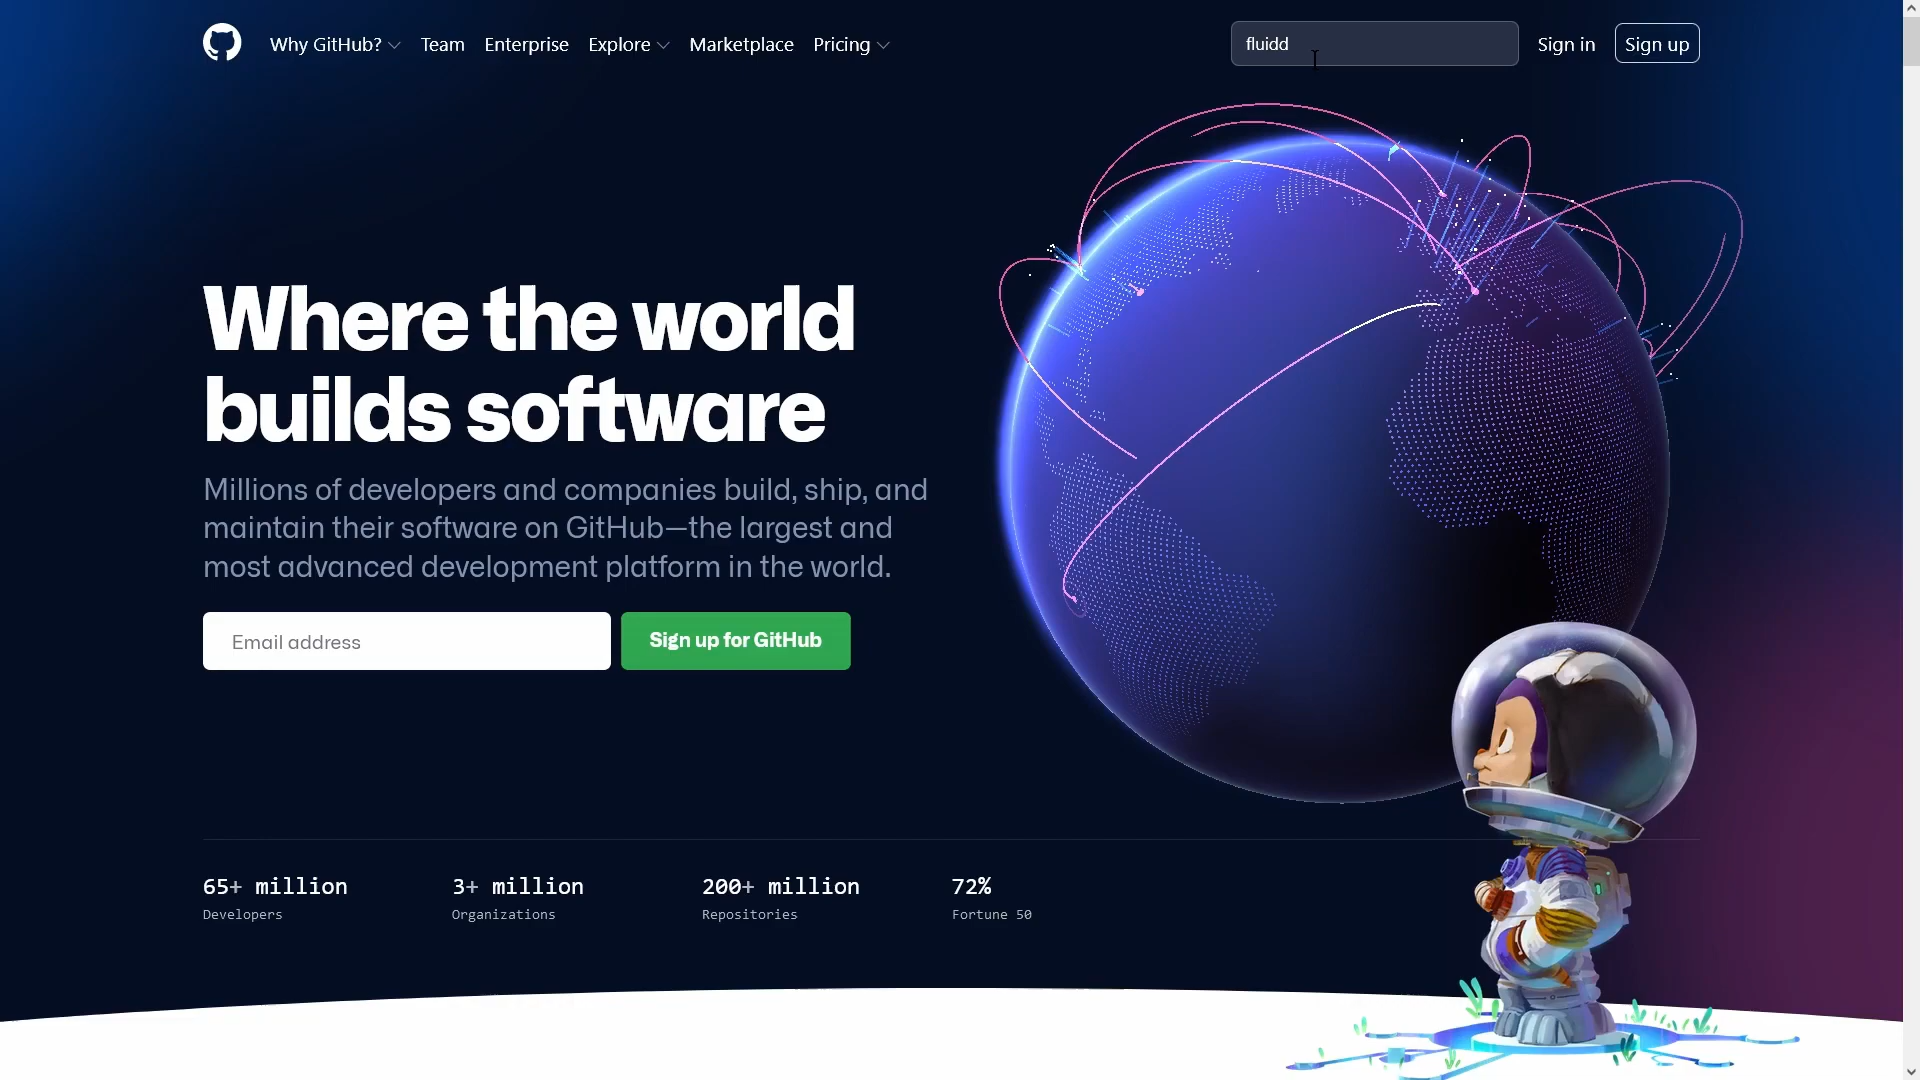 Why GitHub? Team Enterprise Explore Marketplace Pricing fluidd Sign in Sign up
Where the world
builds software
Millions of developers and companies build, ship, and
maintain their software on GitHub—the largest and
most advanced development platform in the world.
Email address Sign up for GitHub
65+ million 3+ million 200+ million 72%
Developers Organizations Repositories Fortune 50